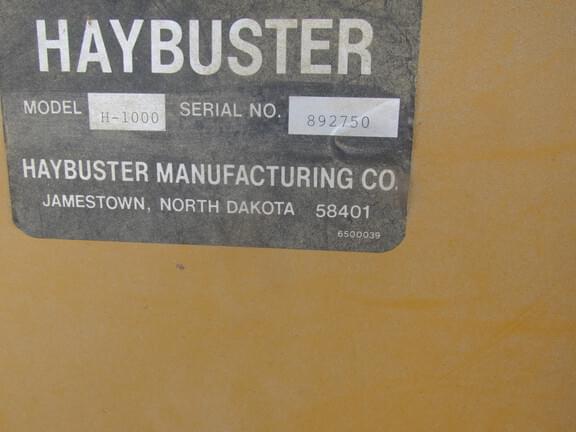 HAYBUSTER
MODEL H-1000 SERIAL NO. 892750
HAYBUSTER MANUFACTURING CO.
JAMESTOWN, NORTH DAKOTA 58401
6500039